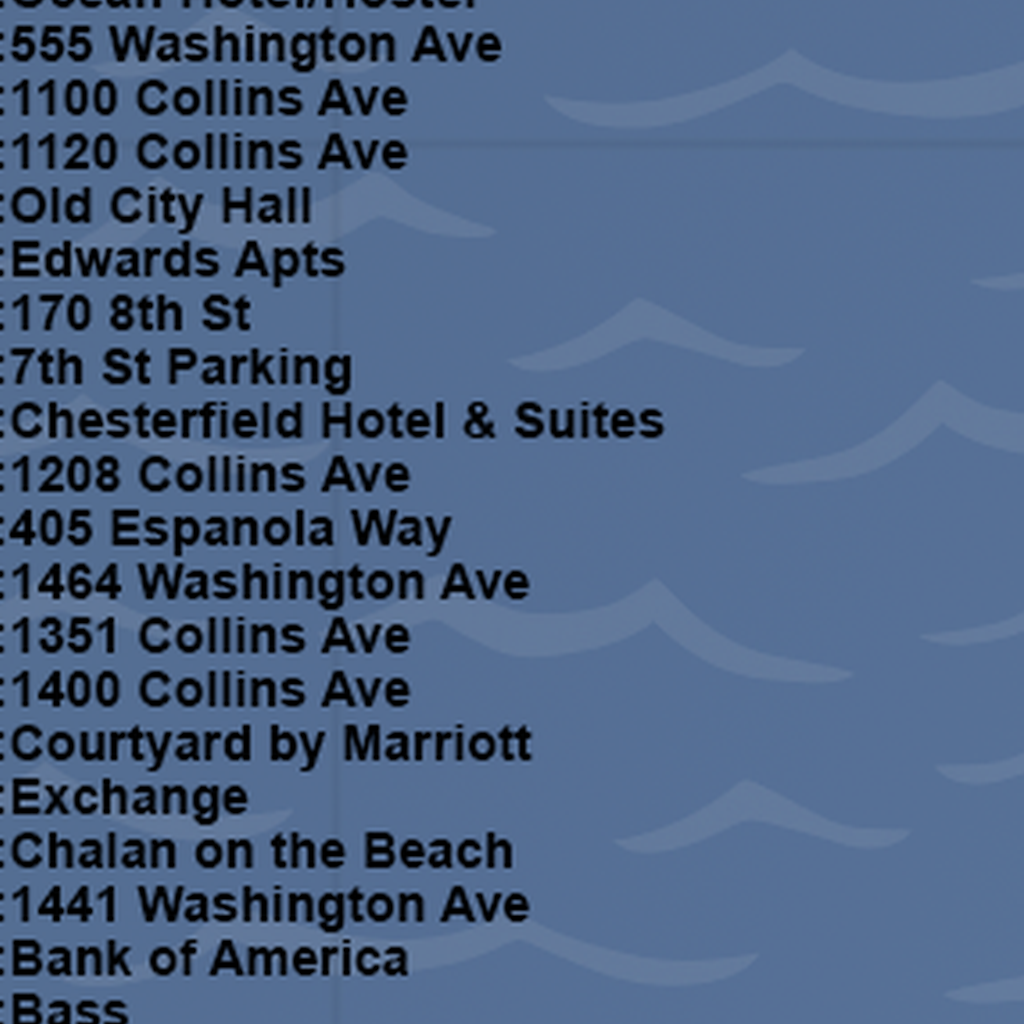 :555 Washington Ave
:1100 Collins Ave
:1120 Collins Ave
:Old City Hall
:Edwards Apts
:170 8th St
:7th St Parking
:Chesterfield Hotel & Suites
:1208 Collins Ave
:405 Espanola Way
:1464 Washington Ave
:1351 Collins Ave
:1400 Collins Ave
:Courtyard by Marriott
:Exchange
:Chalan on the Beach
:1441 Washington Ave
:Bank of America
:Bass